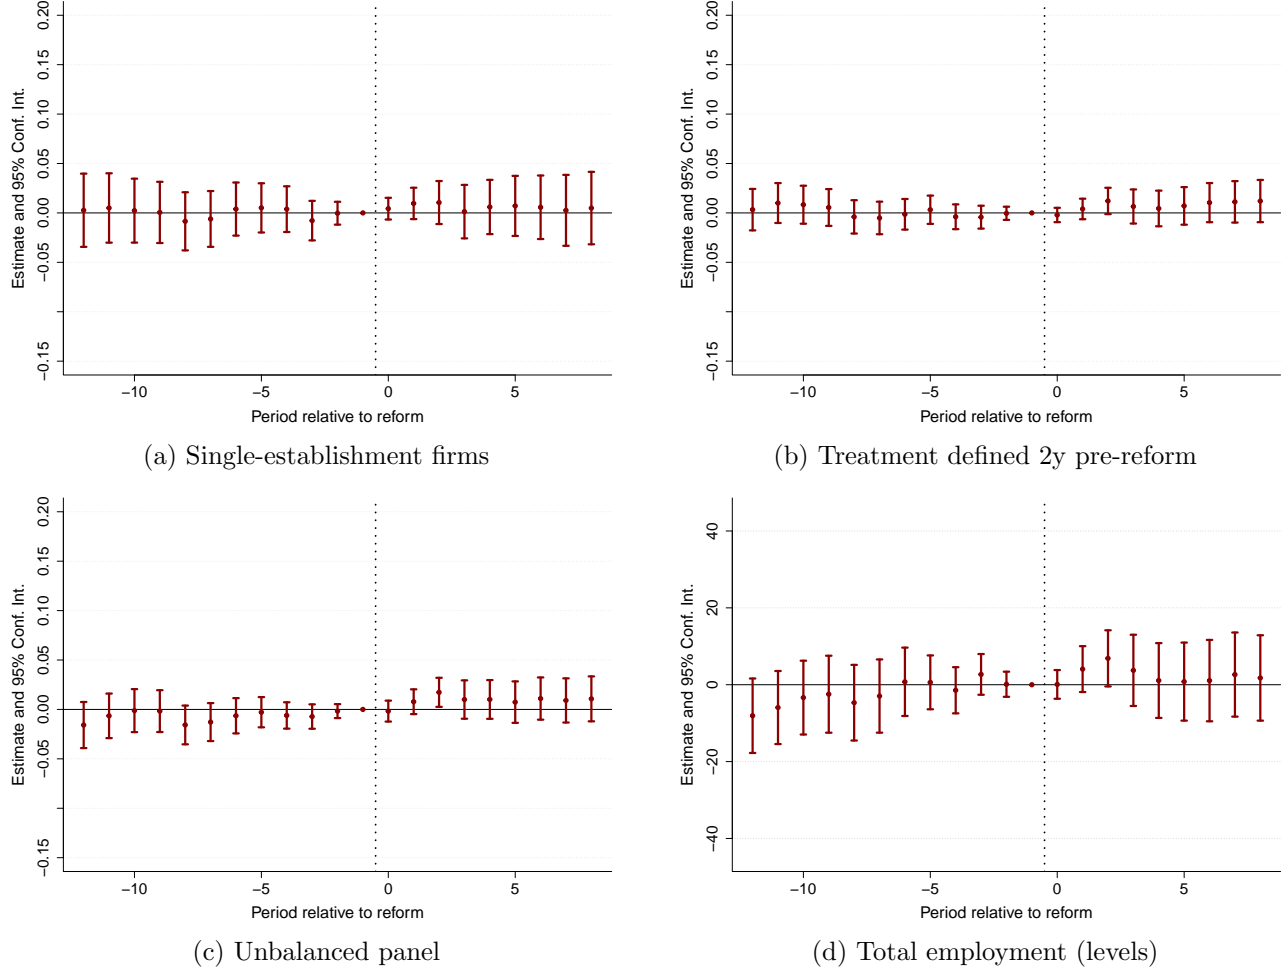 0.20
0.15
0.10
0.05
0.00
−0.05
−0.15
Estimate and 95% Conf. Int.
−10 −5 0 5
Period relative to reform
(a) Single-establishment firms
0.20
0.15
0.10
0.05
0.00
−0.05
−0.15
Estimate and 95% Conf. Int.
−10 −5 0 5
Period relative to reform
(b) Treatment defined 2y pre-reform
0.20
0.15
0.10
0.05
0.00
−0.05
−0.15
Estimate and 95% Conf. Int.
−10 −5 0 5
Period relative to reform
(c) Unbalanced panel
40
20
0
−20
−40
Estimate and 95% Conf. Int.
−10 −5 0 5
Period relative to reform
(d) Total employment (levels)